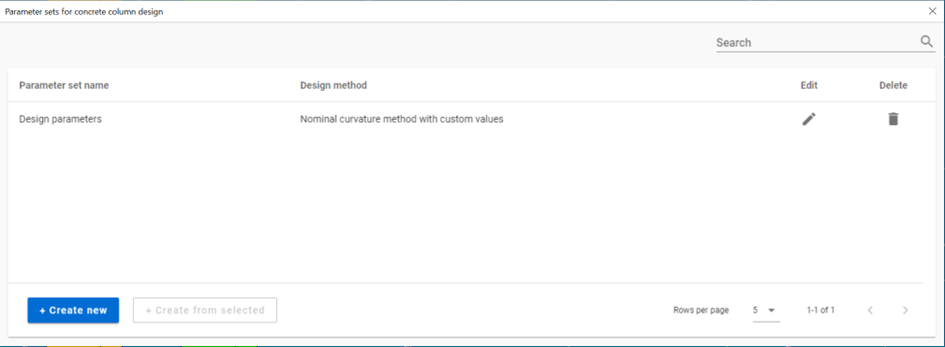 Parameter sets for concrete column design
Search
Parameter set name Design method Edit Delete
Design parameters Nominal curvature method with custom values
+ Create new + Create from selected Rows per page 5 1-1 of 1